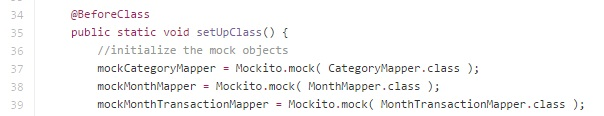 34 @BeforeClass
35 public static void setUpClass() {
36 //initialize the mock objects
37 mockCategoryMapper = Mockito.mock( CategoryMapper.class );
38 mockMonthMapper = Mockito.mock( MonthMapper.class );
39 mockMonthTransactionMapper = Mockito.mock( MonthTransactionMapper.class );